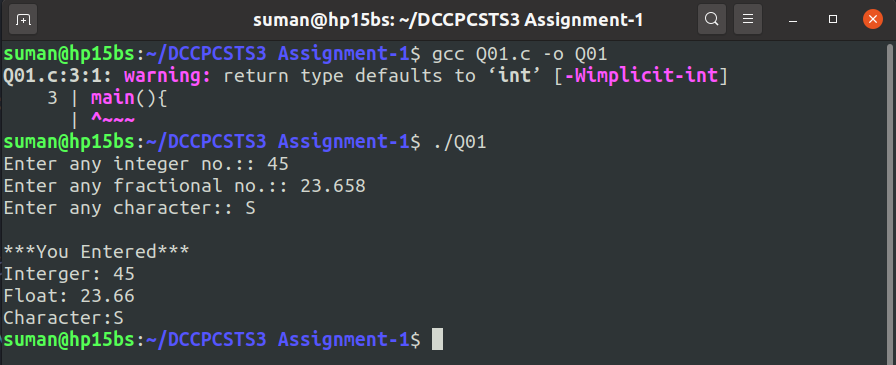 suman@hp15bs: ~/DCCPCSTS3 Assignment-1
suman@hp15bs:~/DCCPCSTS3 Assignment-1$ gcc Q01.c -o Q01
Q01.c:3:1: warning: return type defaults to ‘int’ [-Wimplicit-int]
    3 | main(){
      | ^~~~
suman@hp15bs:~/DCCPCSTS3 Assignment-1$ ./Q01
Enter any integer no.:: 45
Enter any fractional no.:: 23.658
Enter any character:: S

***You Entered***
Interger: 45
Float: 23.66
Character:S
suman@hp15bs:~/DCCPCSTS3 Assignment-1$